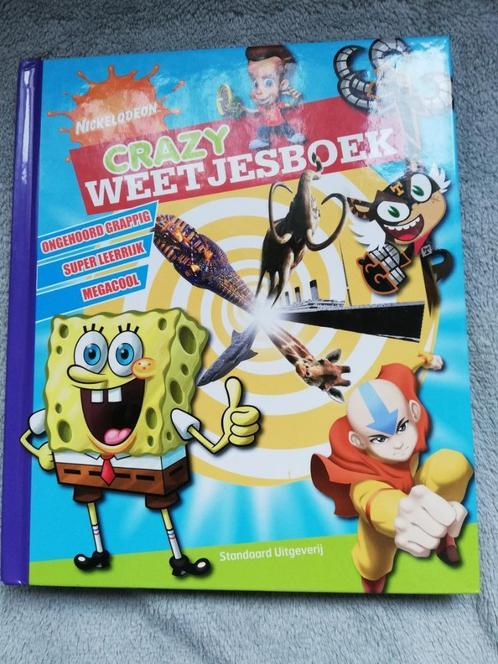 NICKELODEON
CRAZY
WEETJESBOEK
ONGEHOORD GRAPPIG
SUPER LEERRIJK
MEGACOOL
Standaard Uitgeverij